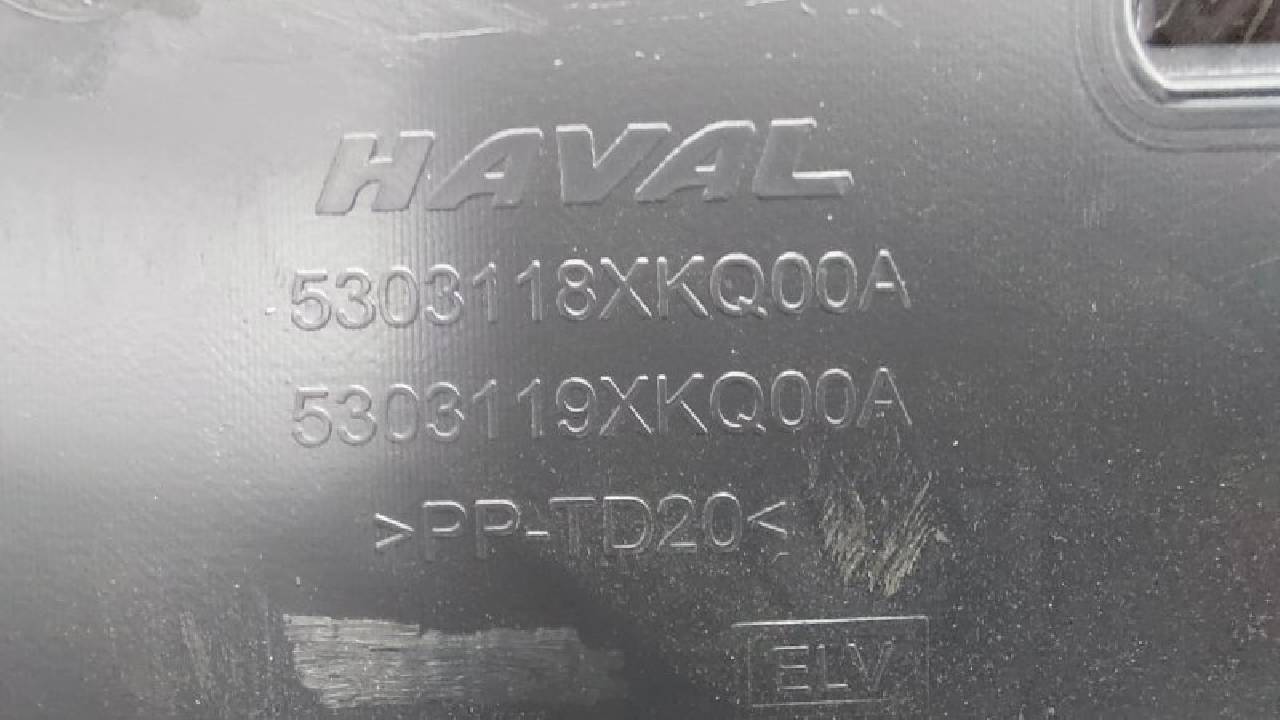 HAVAL
5303118XKQ00A
5303119XKQ00A
>PP-TD20<
ELV